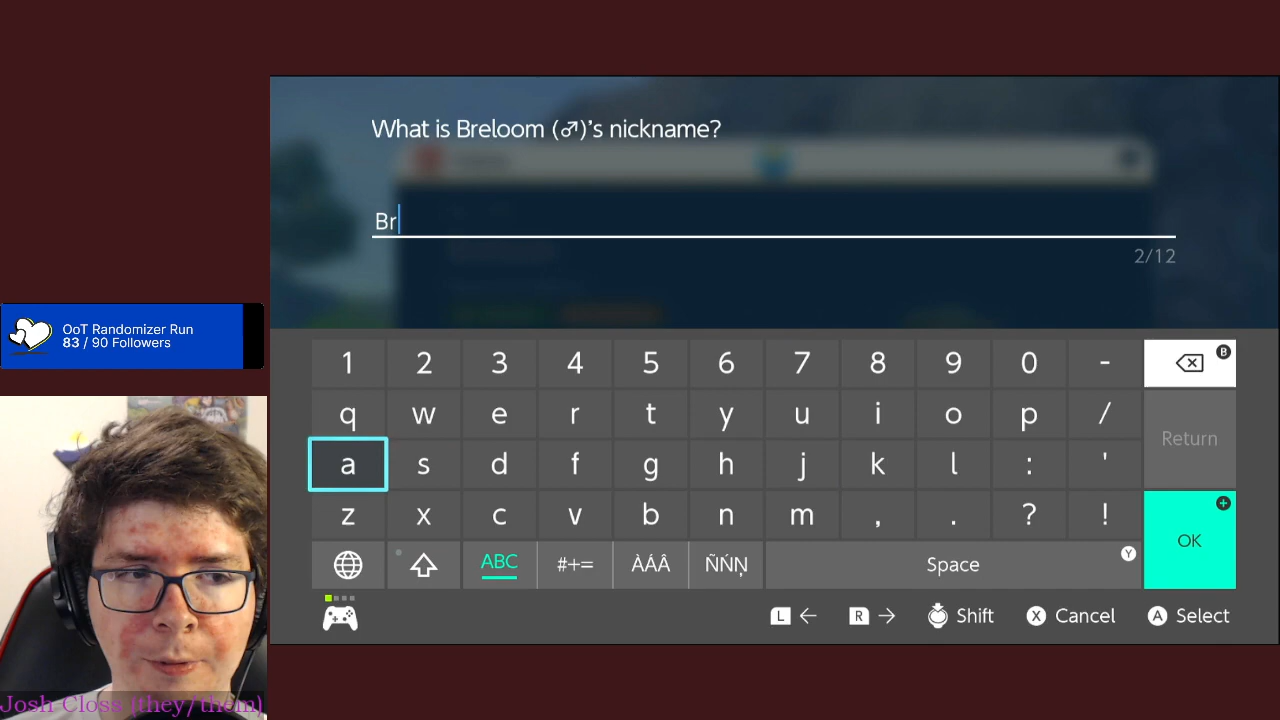 What is Breloom (♂)'s nickname?
Br
2/12
OoT Randomizer Run
83 / 90 Followers
1 2 3 4 5 6 7 8 9 0 -
B
q w e r t y u i o p /
Return
a s d f g h j k l : '
z x c v b n m , . ? !
+
OK
ABC #+= ÀÁÂ ÑŃŅ Space
Y
L ← R → Shift X Cancel A Select
Josh Closs (they/them)